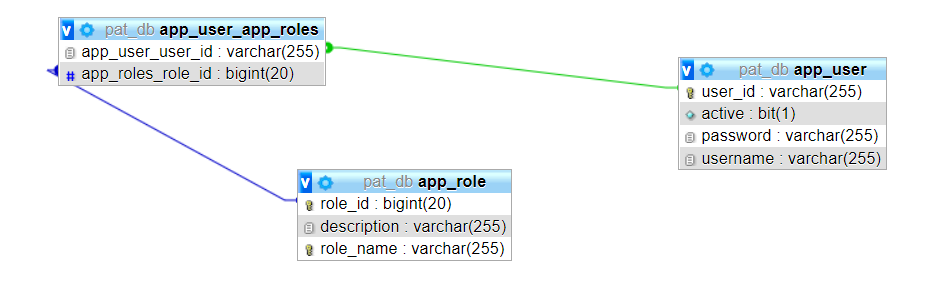 v pat_db app_user_app_roles
app_user_user_id : varchar(255)
# app_roles_role_id : bigint(20)
v pat_db app_user
user_id : varchar(255)
active : bit(1)
password : varchar(255)
username : varchar(255)
v pat_db app_role
role_id : bigint(20)
description : varchar(255)
role_name : varchar(255)